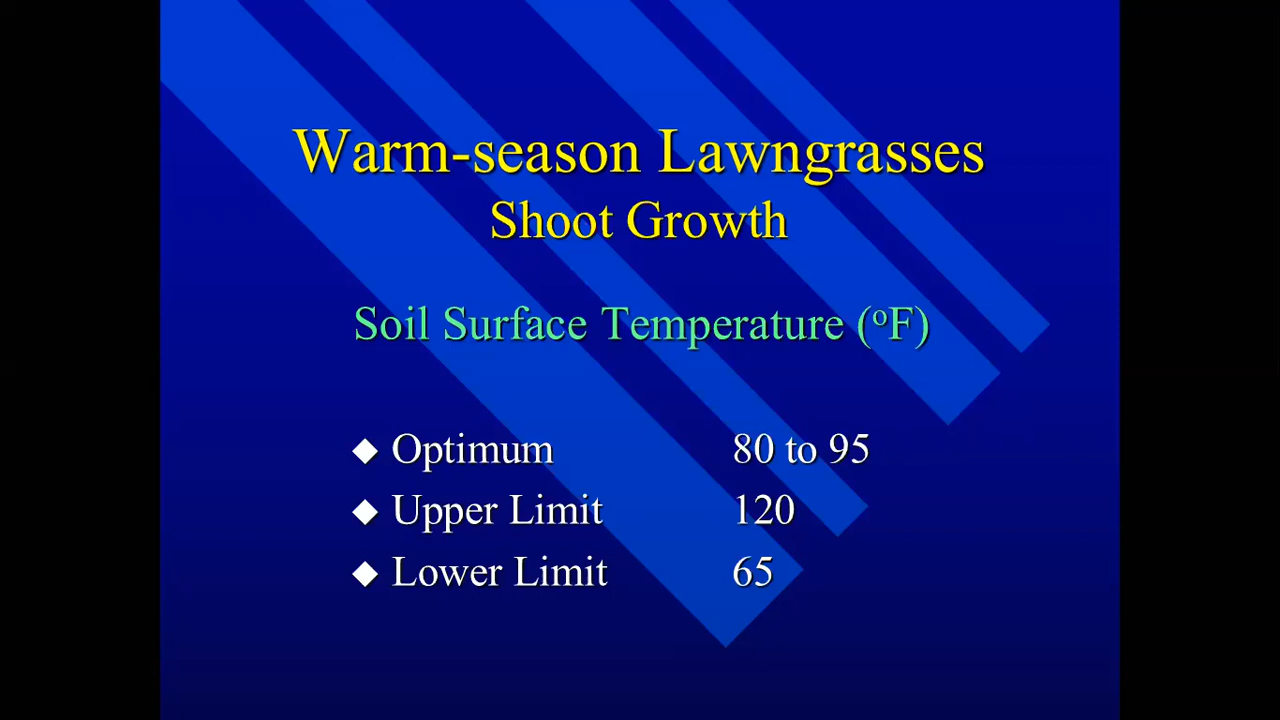 Warm-season Lawngrasses
Shoot Growth
Soil Surface Temperature (ºF)
◆ Optimum 80 to 95
◆ Upper Limit 120
◆ Lower Limit 65